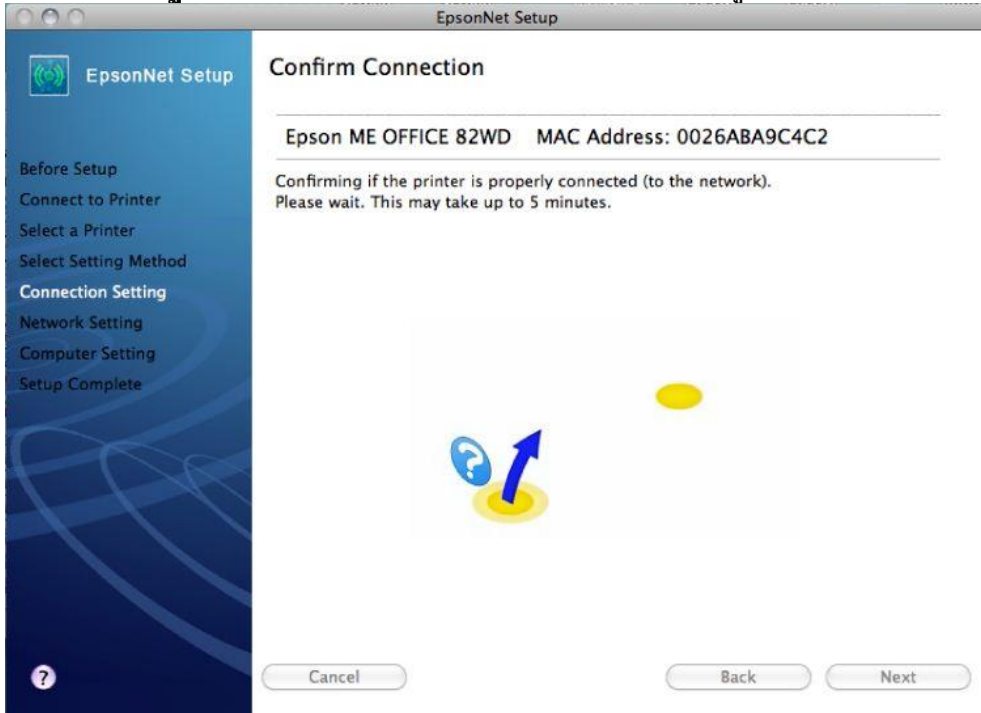 EpsonNet Setup
EpsonNet Setup
Confirm Connection
Epson ME OFFICE 82WD MAC Address: 0026ABA9C4C2
Confirming if the printer is properly connected (to the network).
Please wait. This may take up to 5 minutes.
Before Setup
Connect to Printer
Select a Printer
Select Setting Method
Connection Setting
Network Setting
Computer Setting
Setup Complete
?
?
Cancel
Back
Next